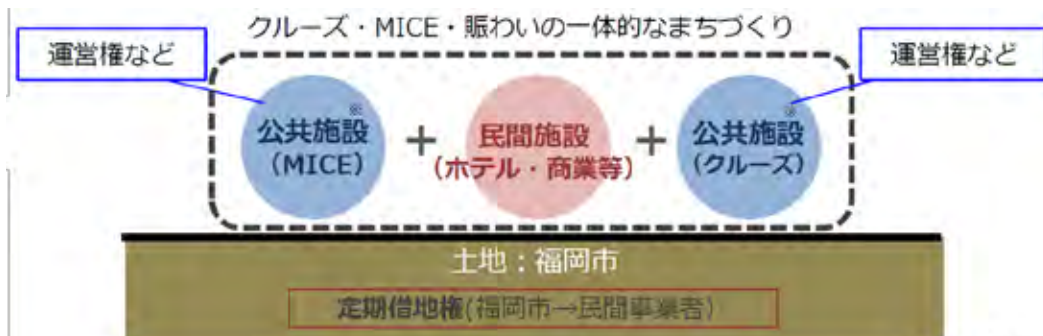 クルーズ・MICE・賑わいの一体的なまちづくり
運営権など
運営権など
※
公共施設
(MICE)
+
民間施設
(ホテル・商業等)
+
※
公共施設
(クルーズ)
土地：福岡市
定期借地権(福岡市→民間事業者)